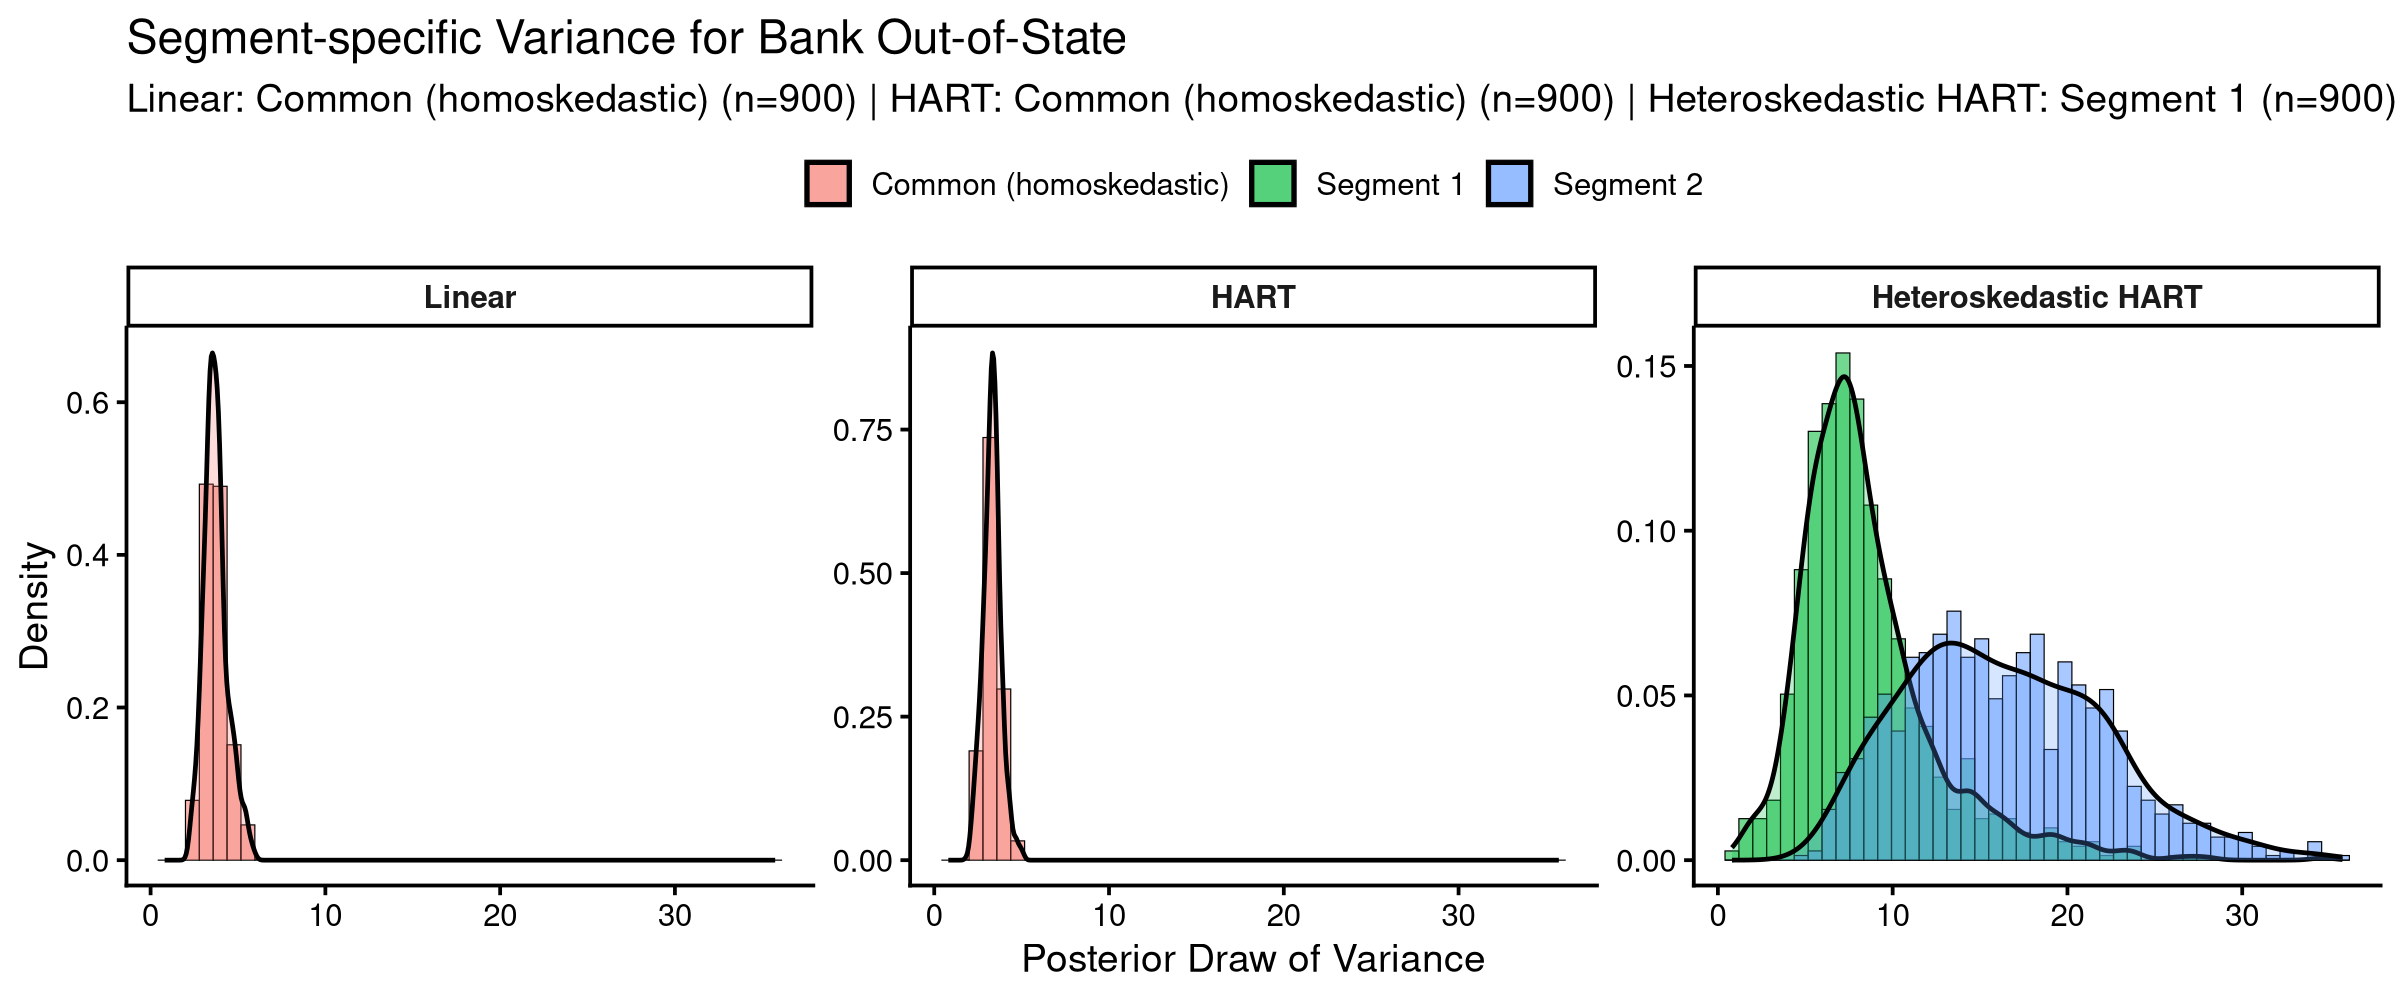 Segment-specific Variance for Bank Out-of-State
Linear: Common (homoskedastic) (n=900) | HART: Common (homoskedastic) (n=900) | Heteroskedastic HART: Segment 1 (n=900)
Common (homoskedastic) Segment 1 Segment 2
Linear
HART
Heteroskedastic HART
Density
0.6
0.4
0.2
0.0
0 10 20 30
0.75
0.50
0.25
0.00
0 10 20 30
0.15
0.10
0.05
0.00
0 10 20 30
Posterior Draw of Variance